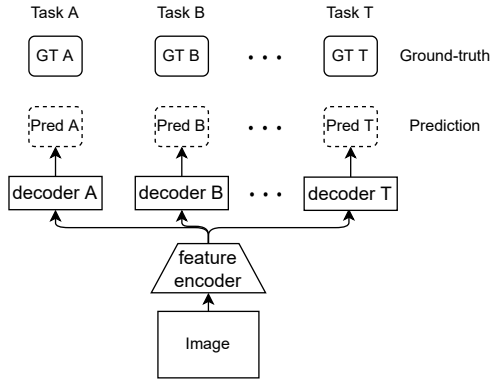 Task A Task B Task T
GT A GT B • • • GT T Ground-truth
Pred A Pred B • • • Pred T Prediction
decoder A decoder B • • • decoder T
feature
encoder
Image